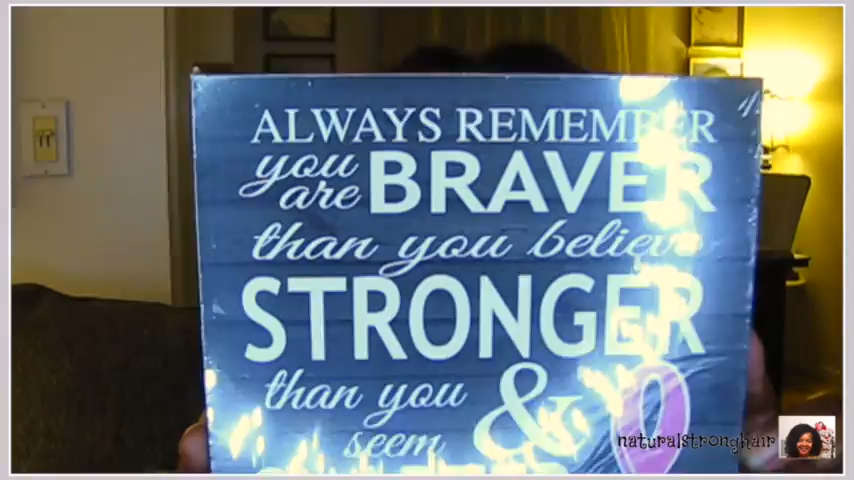 ALWAYS REMEMBER
you are BRAVER
than you believe
STRONGER
than you seem &
naturalstronghair